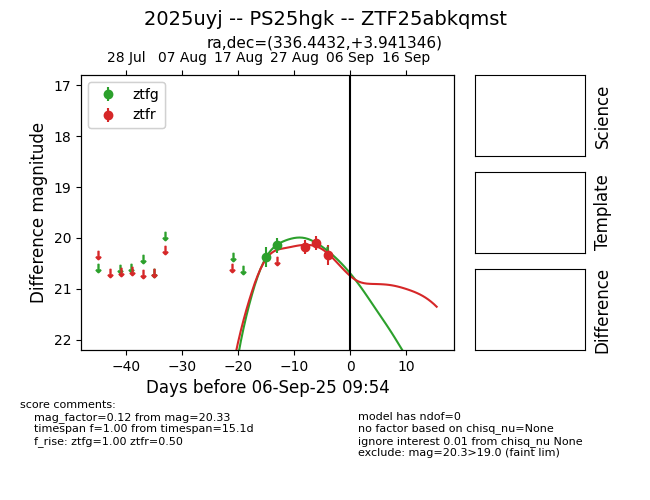 2025uyj -- PS25hgk -- ZTF25abkqmst
ra,dec=(336.4432,+3.941346)
28 Jul 07 Aug 17 Aug 27 Aug 06 Sep 16 Sep
ztfg
ztfr
17
18
19
20
21
22
Difference magnitude
−40 −30 −20 −10 0 10
Days before 06-Sep-25 09:54
Science
Template
Difference
score comments:
mag_factor=0.12 from mag=20.33
timespan f=1.00 from timespan=15.1d
f_rise: ztfg=1.00 ztfr=0.50
model has ndof=0
no factor based on chisq_nu=None
ignore interest 0.01 from chisq_nu None
exclude: mag=20.3>19.0 (faint lim)